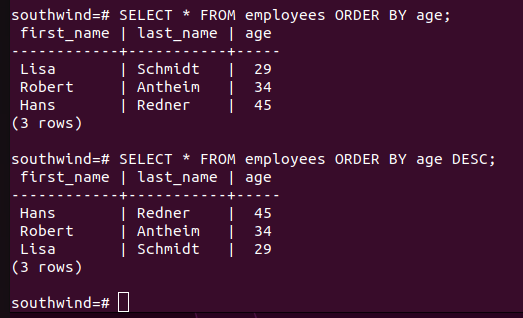 southwind=# SELECT * FROM employees ORDER BY age;
 first_name | last_name | age
------------+-----------+-----
 Lisa       | Schmidt   |  29
 Robert     | Antheim   |  34
 Hans       | Redner    |  45
(3 rows)

southwind=# SELECT * FROM employees ORDER BY age DESC;
 first_name | last_name | age
------------+-----------+-----
 Hans       | Redner    |  45
 Robert     | Antheim   |  34
 Lisa       | Schmidt   |  29
(3 rows)

southwind=#